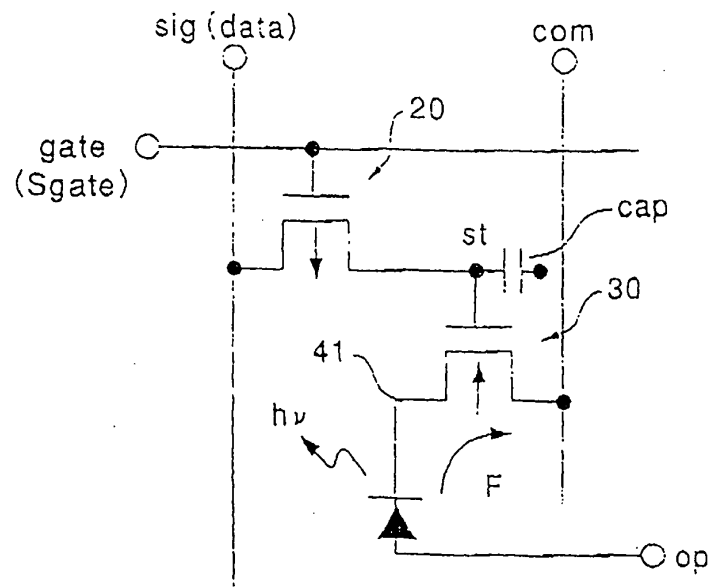 sig (data)
com
20
gate
(Sgate)
cap
st
30
41
hν
F
op